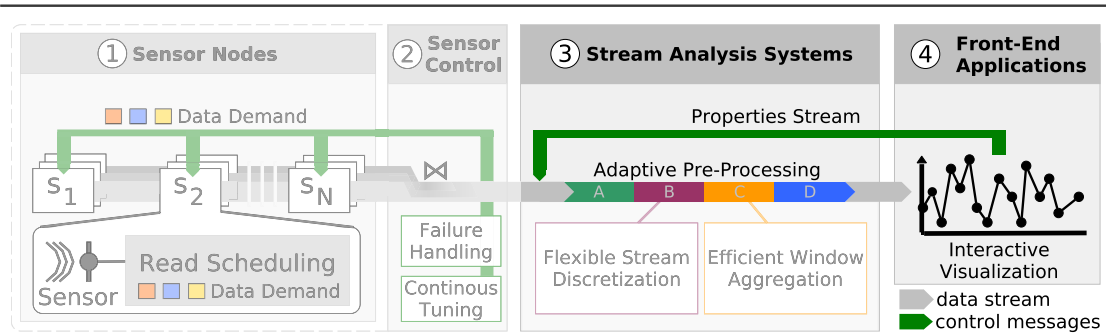 1 Sensor Nodes
2 Sensor
Control
3 Stream Analysis Systems
4 Front-End
Applications
Data Demand
Properties Stream
Adaptive Pre-Processing
S1
S2
SN
⋈
A B C D
Failure
Handling
Flexible Stream
Discretization
Efficient Window
Aggregation
Interactive
Visualization
Read Scheduling
Sensor
Data Demand
Continous
Tuning
data stream
control messages